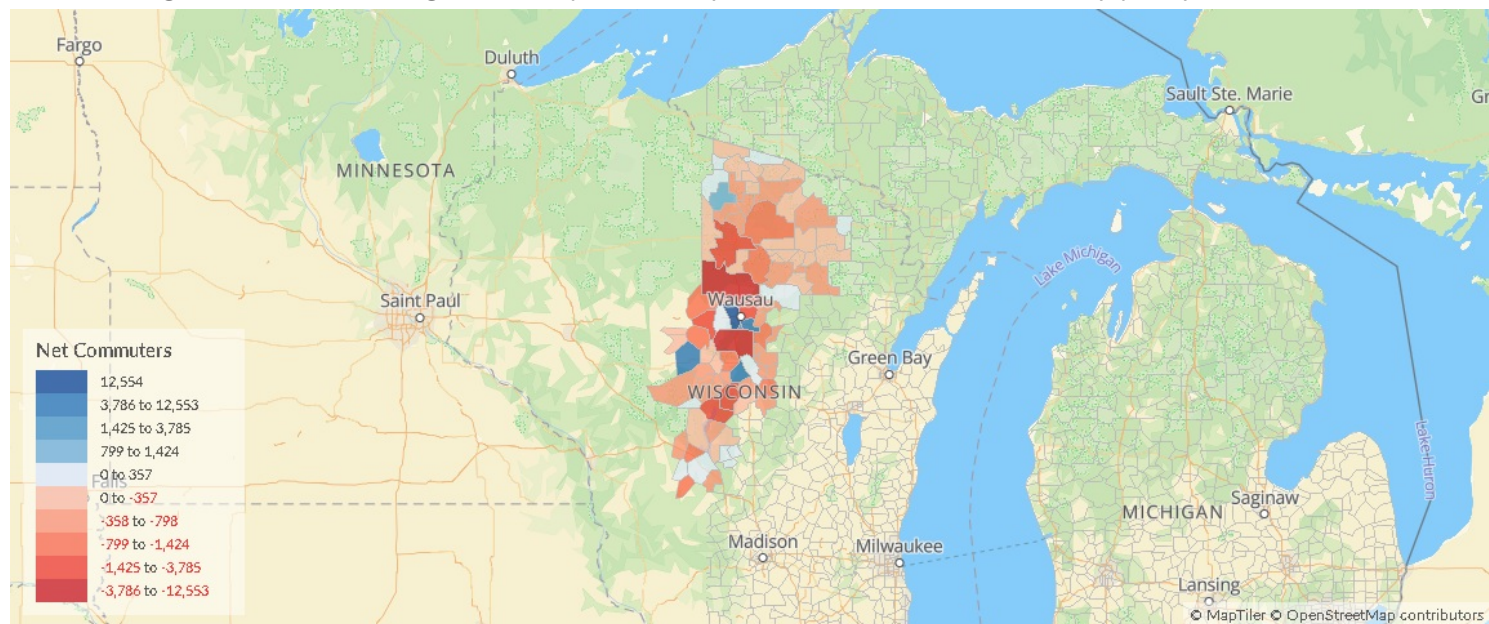 Fargo
Duluth
Sault Ste. Marie
Gr
MINNESOTA
Lake Michigan
Saint Paul
Wausau
Green Bay
WISCONSIN
Lake Huron
Net Commuters
12,554
3,786 to 12,553
1,425 to 3,785
799 to 1,424
0 to 357
Falls
0 to -357
-358 to -798
-799 to -1,424
-1,425 to -3,785
-3,786 to -12,553
MICHIGAN
Saginaw
Madison
Milwaukee
Lansing
© MapTiler © OpenStreetMap contributors